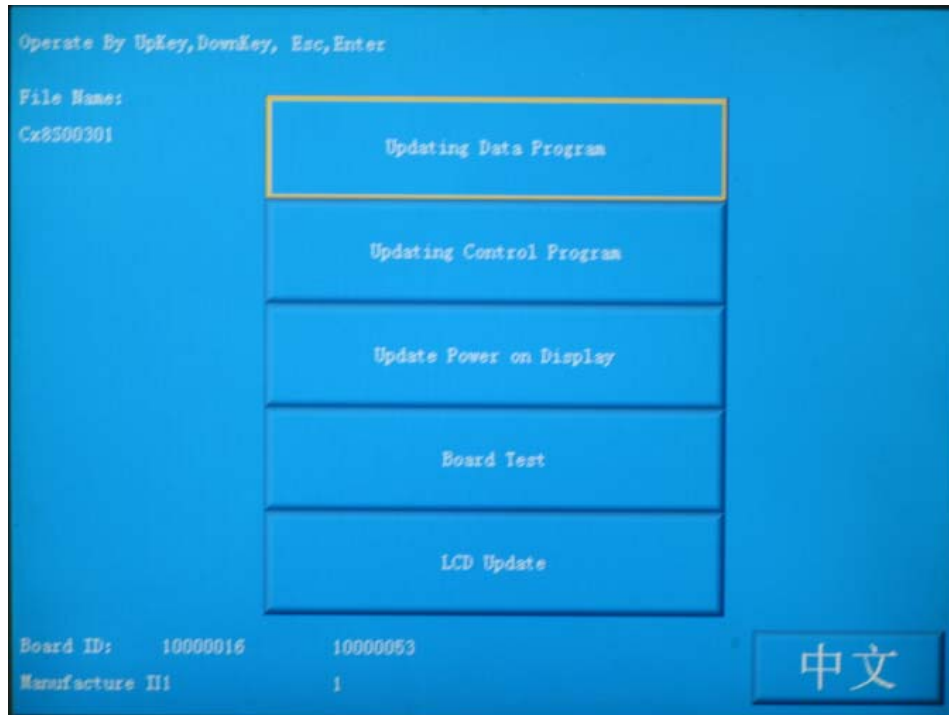 Operate By UpKey,DownKey, Esc,Enter
File Name:
Cx8500301
Updating Data Program
Updating Control Program
Update Power on Display
Board Test
LCD Update
Board ID: 10000016 10000053
Manufacture 1
中文